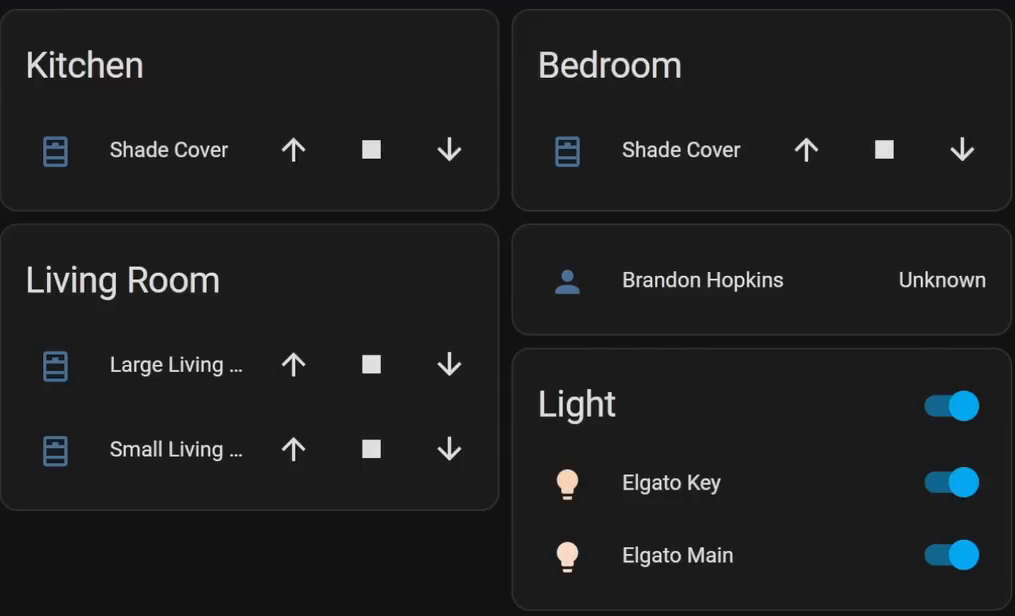 Kitchen
Shade Cover
Living Room
Large Living ...
Small Living ...
Bedroom
Shade Cover
Brandon Hopkins Unknown
Light
Elgato Key
Elgato Main